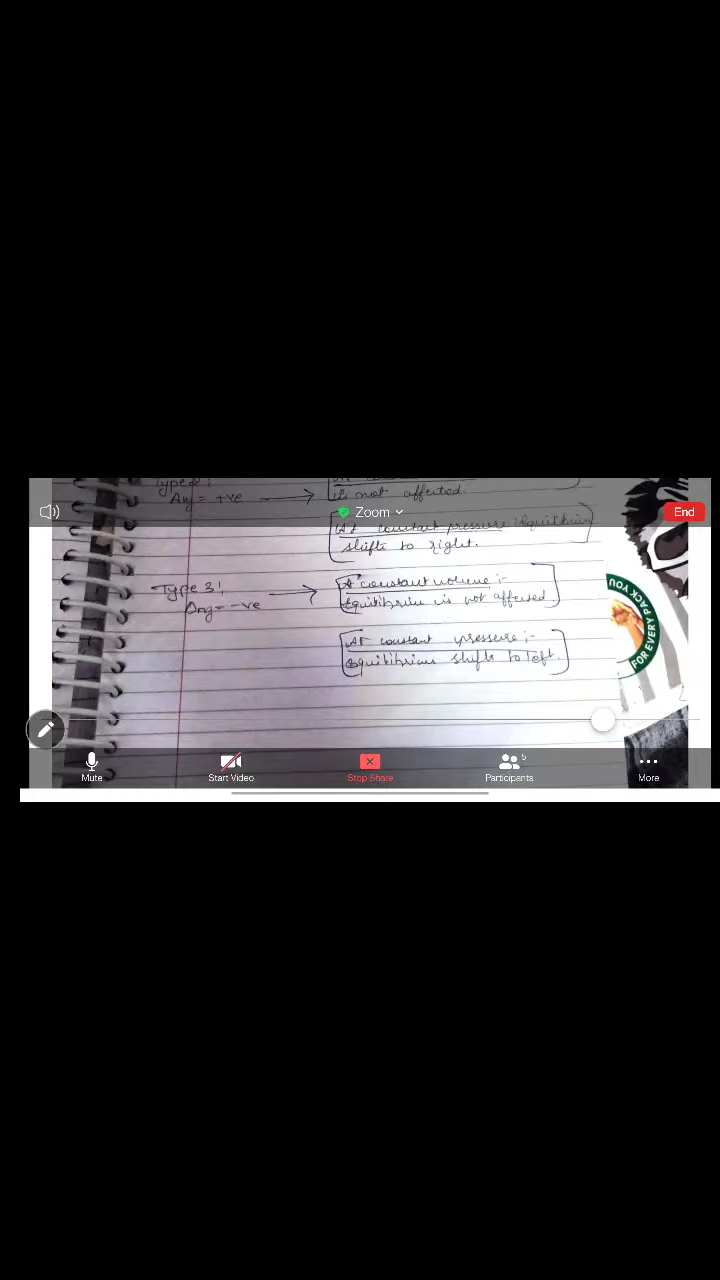 Type 2:
Δng = +ve
is not affected.
Zoom
End
At constant pressure :
shifts to right.
Type 3:
Δng = -ve
At constant volume :-
Equilibrium is not affected
At constant pressure :-
Equilibrium shifts to left.
FOR EVERY PACK YOU
5
Mute
Start Video
Stop Share
Participants
More